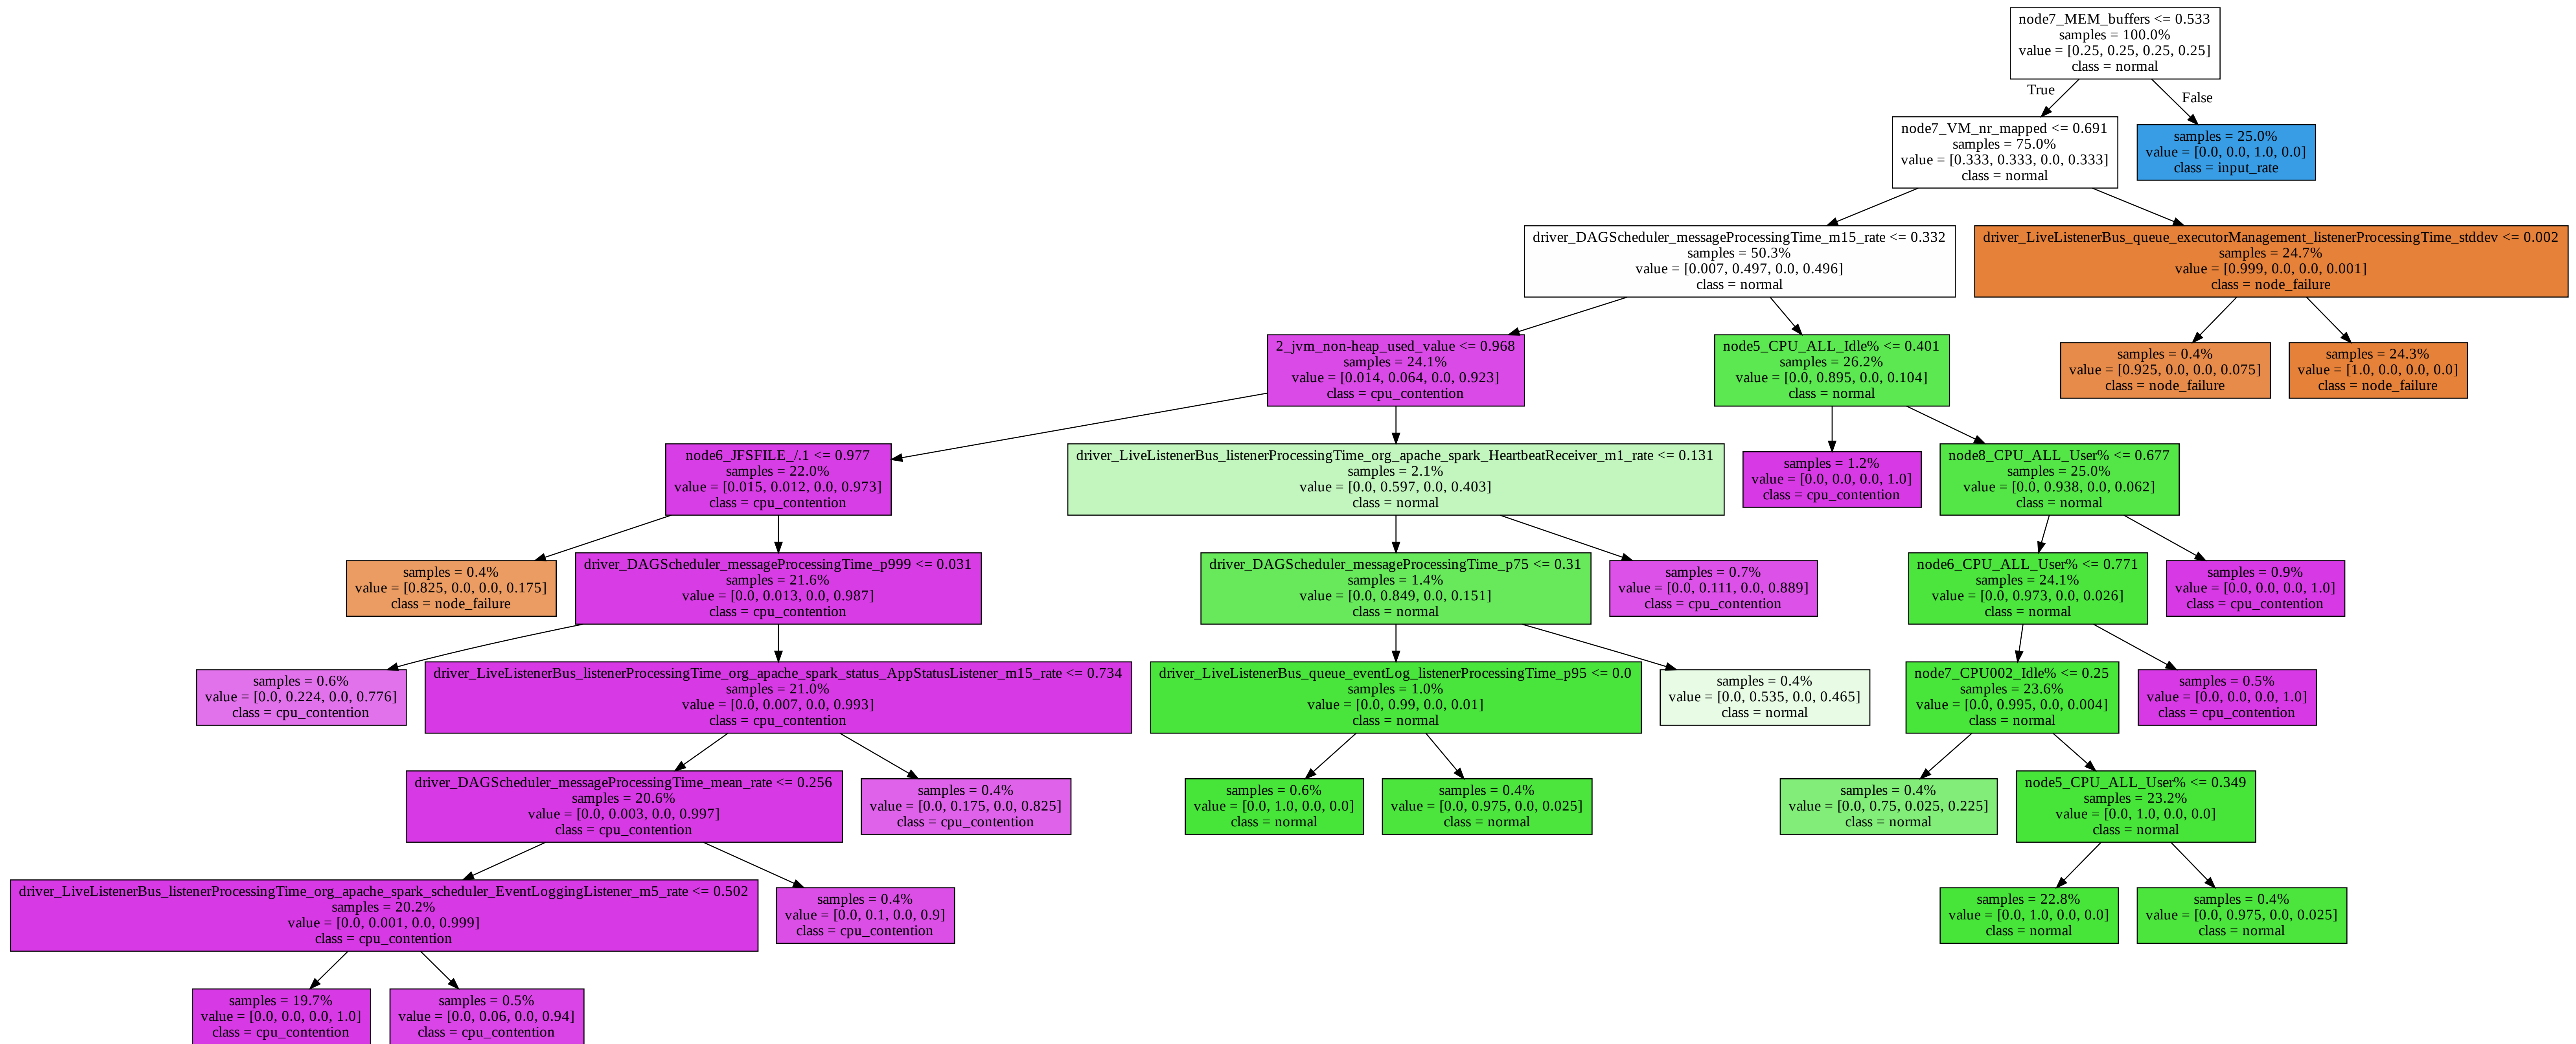 node7_MEM_buffers <= 0.533
samples = 100.0%
value = [0.25, 0.25, 0.25, 0.25]
class = normal
True
False
node7_VM_nr_mapped <= 0.691
samples = 75.0%
value = [0.333, 0.333, 0.0, 0.333]
class = normal
samples = 25.0%
value = [0.0, 0.0, 1.0, 0.0]
class = input_rate
driver_DAGScheduler_messageProcessingTime_m15_rate <= 0.332
samples = 50.3%
value = [0.007, 0.497, 0.0, 0.496]
class = normal
driver_LiveListenerBus_queue_executorManagement_listenerProcessingTime_stddev <= 0.002
samples = 24.7%
value = [0.999, 0.0, 0.0, 0.001]
class = node_failure
2_jvm_non-heap_used_value <= 0.968
samples = 24.1%
value = [0.014, 0.064, 0.0, 0.923]
class = cpu_contention
node5_CPU_ALL_Idle% <= 0.401
samples = 26.2%
value = [0.0, 0.895, 0.0, 0.104]
class = normal
samples = 0.4%
value = [0.925, 0.0, 0.0, 0.075]
class = node_failure
samples = 24.3%
value = [1.0, 0.0, 0.0, 0.0]
class = node_failure
node6_JFSFILE_/.1 <= 0.977
samples = 22.0%
value = [0.015, 0.012, 0.0, 0.973]
class = cpu_contention
driver_LiveListenerBus_listenerProcessingTime_org_apache_spark_HeartbeatReceiver_m1_rate <= 0.131
samples = 2.1%
value = [0.0, 0.597, 0.0, 0.403]
class = normal
samples = 1.2%
value = [0.0, 0.0, 0.0, 1.0]
class = cpu_contention
node8_CPU_ALL_User% <= 0.677
samples = 25.0%
value = [0.0, 0.938, 0.0, 0.062]
class = normal
samples = 0.4%
value = [0.825, 0.0, 0.0, 0.175]
class = node_failure
driver_DAGScheduler_messageProcessingTime_p999 <= 0.031
samples = 21.6%
value = [0.0, 0.013, 0.0, 0.987]
class = cpu_contention
driver_DAGScheduler_messageProcessingTime_p75 <= 0.31
samples = 1.4%
value = [0.0, 0.849, 0.0, 0.151]
class = normal
samples = 0.7%
value = [0.0, 0.111, 0.0, 0.889]
class = cpu_contention
node6_CPU_ALL_User% <= 0.771
samples = 24.1%
value = [0.0, 0.973, 0.0, 0.026]
class = normal
samples = 0.9%
value = [0.0, 0.0, 0.0, 1.0]
class = cpu_contention
samples = 0.6%
value = [0.0, 0.224, 0.0, 0.776]
class = cpu_contention
driver_LiveListenerBus_listenerProcessingTime_org_apache_spark_status_AppStatusListener_m15_rate <= 0.734
samples = 21.0%
value = [0.0, 0.007, 0.0, 0.993]
class = cpu_contention
driver_LiveListenerBus_queue_eventLog_listenerProcessingTime_p95 <= 0.0
samples = 1.0%
value = [0.0, 0.99, 0.0, 0.01]
class = normal
samples = 0.4%
value = [0.0, 0.535, 0.0, 0.465]
class = normal
node7_CPU002_Idle% <= 0.25
samples = 23.6%
value = [0.0, 0.995, 0.0, 0.004]
class = normal
samples = 0.5%
value = [0.0, 0.0, 0.0, 1.0]
class = cpu_contention
driver_DAGScheduler_messageProcessingTime_mean_rate <= 0.256
samples = 20.6%
value = [0.0, 0.003, 0.0, 0.997]
class = cpu_contention
samples = 0.4%
value = [0.0, 0.175, 0.0, 0.825]
class = cpu_contention
samples = 0.6%
value = [0.0, 1.0, 0.0, 0.0]
class = normal
samples = 0.4%
value = [0.0, 0.975, 0.0, 0.025]
class = normal
samples = 0.4%
value = [0.0, 0.75, 0.025, 0.225]
class = normal
node5_CPU_ALL_User% <= 0.349
samples = 23.2%
value = [0.0, 1.0, 0.0, 0.0]
class = normal
driver_LiveListenerBus_listenerProcessingTime_org_apache_spark_scheduler_EventLoggingListener_m5_rate <= 0.502
samples = 20.2%
value = [0.0, 0.001, 0.0, 0.999]
class = cpu_contention
samples = 0.4%
value = [0.0, 0.1, 0.0, 0.9]
class = cpu_contention
samples = 22.8%
value = [0.0, 1.0, 0.0, 0.0]
class = normal
samples = 0.4%
value = [0.0, 0.975, 0.0, 0.025]
class = normal
samples = 19.7%
value = [0.0, 0.0, 0.0, 1.0]
class = cpu_contention
samples = 0.5%
value = [0.0, 0.06, 0.0, 0.94]
class = cpu_contention